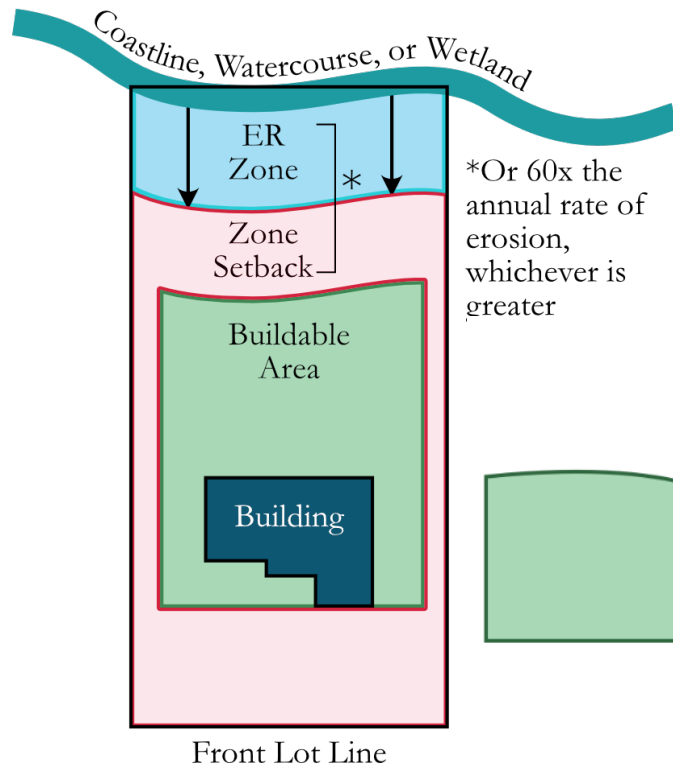 Coastline, Watercourse, or Wetland
ER
Zone
*
*Or 60x the
annual rate of
erosion,
whichever is
greater
Zone
Setback
Buildable
Area
Building
Front Lot Line